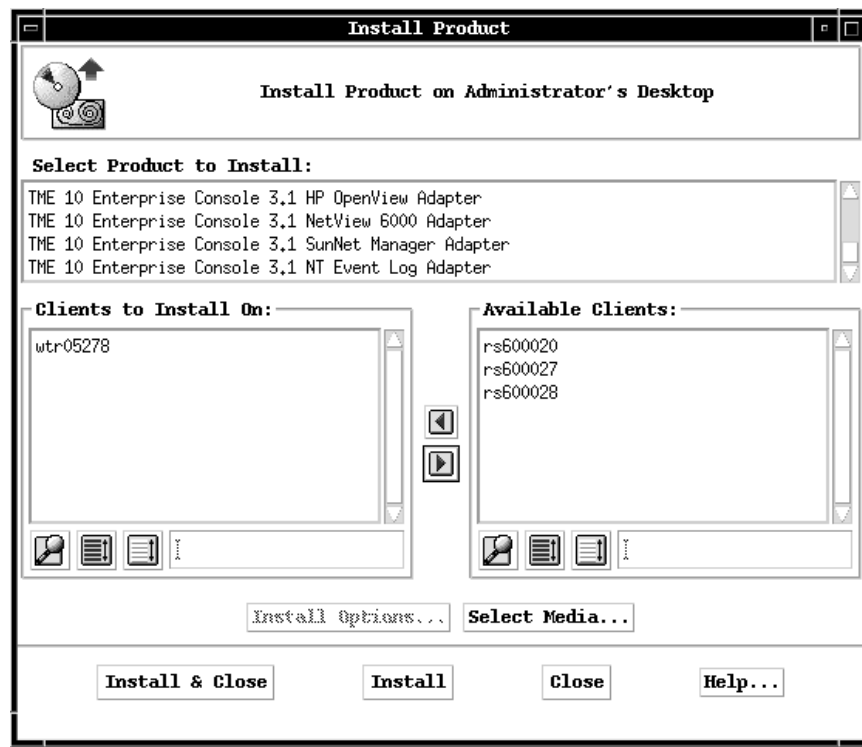 Install Product
Install Product on Administrator's Desktop
Select Product to Install:
TME 10 Enterprise Console 3.1 HP OpenView Adapter
TME 10 Enterprise Console 3.1 NetView 6000 Adapter
TME 10 Enterprise Console 3.1 SunNet Manager Adapter
TME 10 Enterprise Console 3.1 NT Event Log Adapter
Clients to Install On:
wtr05278
Available Clients:
rs600020
rs600027
rs600028
Install Options...
Select Media...
Install & Close
Install
Close
Help...